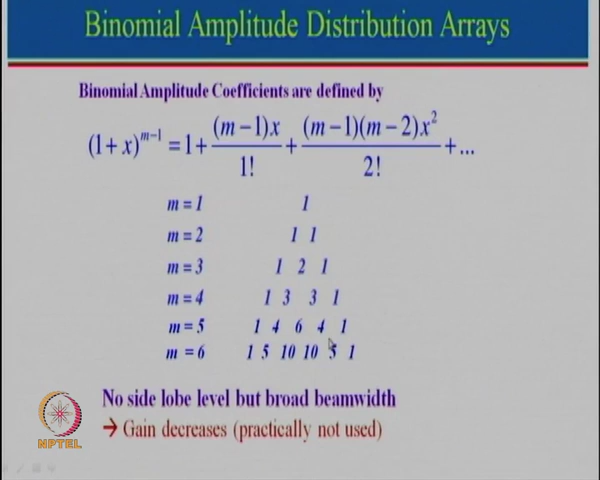 Binomial Amplitude Distribution Arrays
Binomial Amplitude Coefficients are defined by
(1+x)^{m-1} = 1 + \frac{(m-1)x}{1!} + \frac{(m-1)(m-2)x^2}{2!} + ...
m = 1 1
m = 2 1 1
m = 3 1 2 1
m = 4 1 3 3 1
m = 5 1 4 6 4 1
m = 6 1 5 10 10 5 1
No side lobe level but broad beamwidth
→ Gain decreases (practically not used)
NPTEL